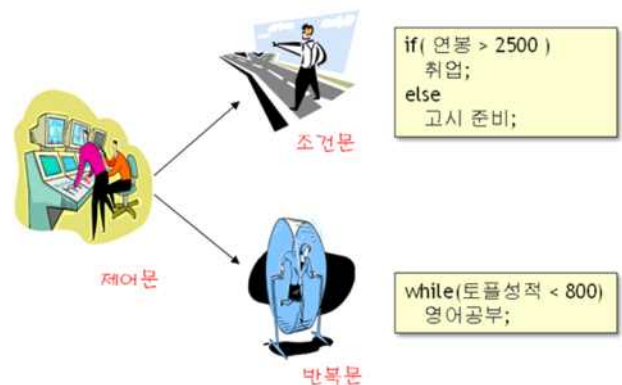 if( 연봉 > 2500 )
취업;
else
고시 준비;
조건문
제어문
while(토플성적 < 800)
영어공부;
반복문